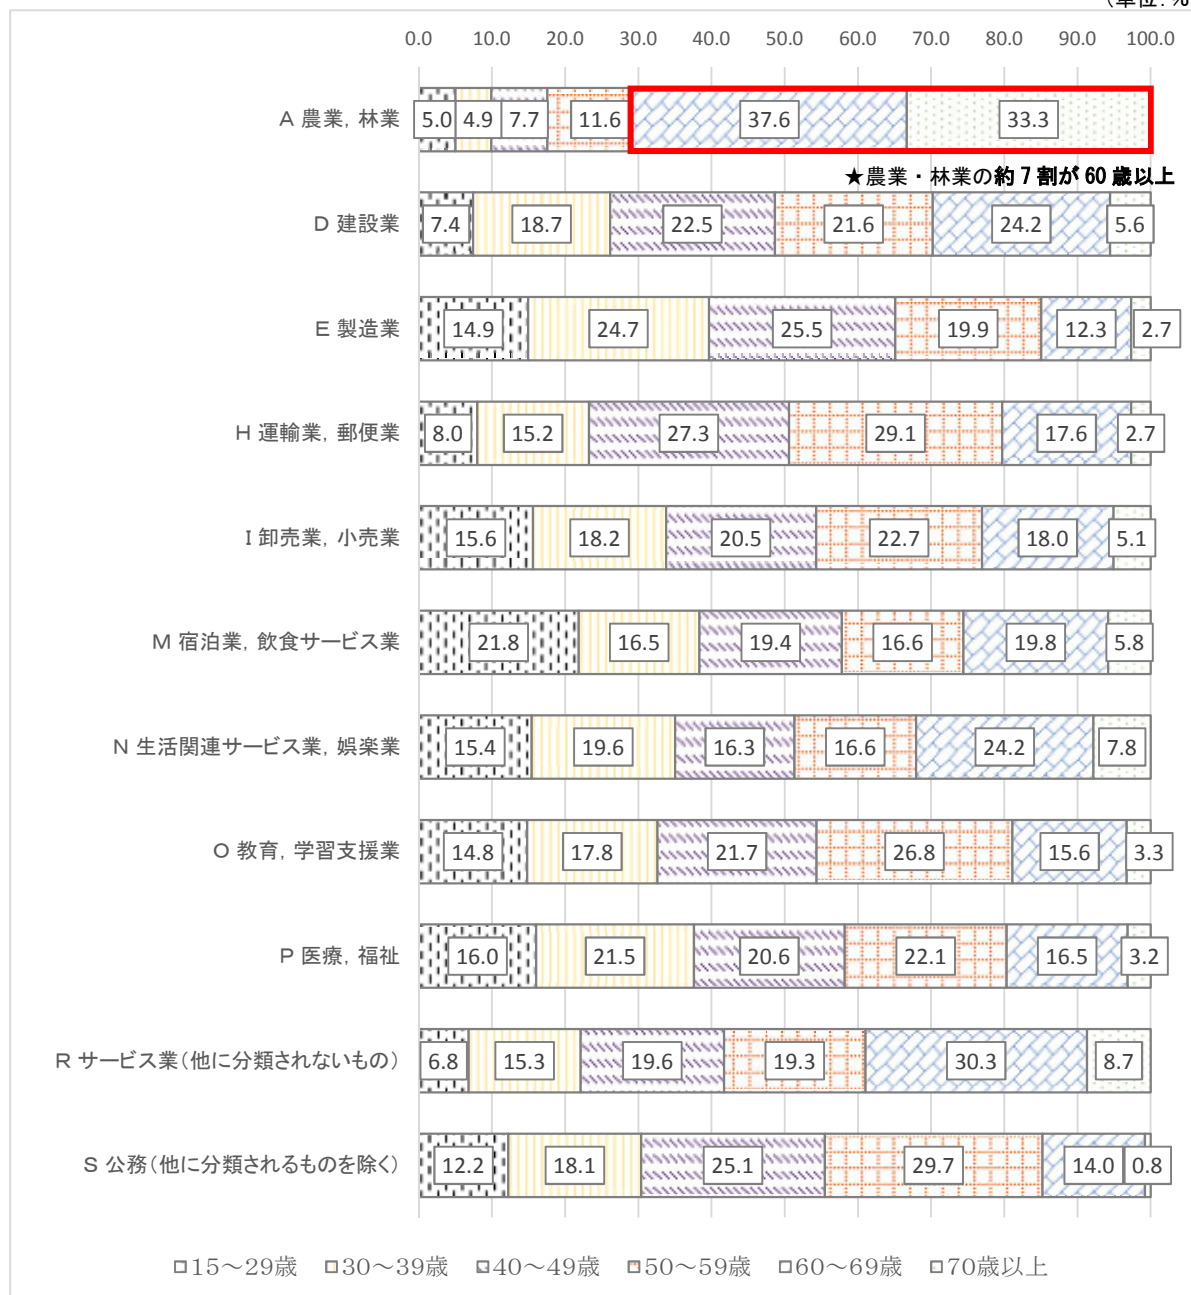 （単位：％
0.0 10.0 20.0 30.0 40.0 50.0 60.0 70.0 80.0 90.0 100.0
A 農業，林業 5.0 4.9 7.7 11.6 37.6 33.3
★農業・林業の約7割が60歳以上
D 建設業 7.4 18.7 22.5 21.6 24.2 5.6
E 製造業 14.9 24.7 25.5 19.9 12.3 2.7
H 運輸業，郵便業 8.0 15.2 27.3 29.1 17.6 2.7
I 卸売業，小売業 15.6 18.2 20.5 22.7 18.0 5.1
M 宿泊業，飲食サービス業 21.8 16.5 19.4 16.6 19.8 5.8
N 生活関連サービス業，娯楽業 15.4 19.6 16.3 16.6 24.2 7.8
O 教育，学習支援業 14.8 17.8 21.7 26.8 15.6 3.3
P 医療，福祉 16.0 21.5 20.6 22.1 16.5 3.2
R サービス業（他に分類されないもの） 6.8 15.3 19.6 19.3 30.3 8.7
S 公務（他に分類されるものを除く） 12.2 18.1 25.1 29.7 14.0 0.8
15～29歳 30～39歳 40～49歳 50～59歳 60～69歳 70歳以上